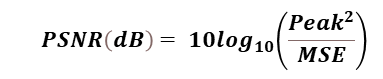 PSNR(dB) = 10log₁₀(Peak²/MSE)